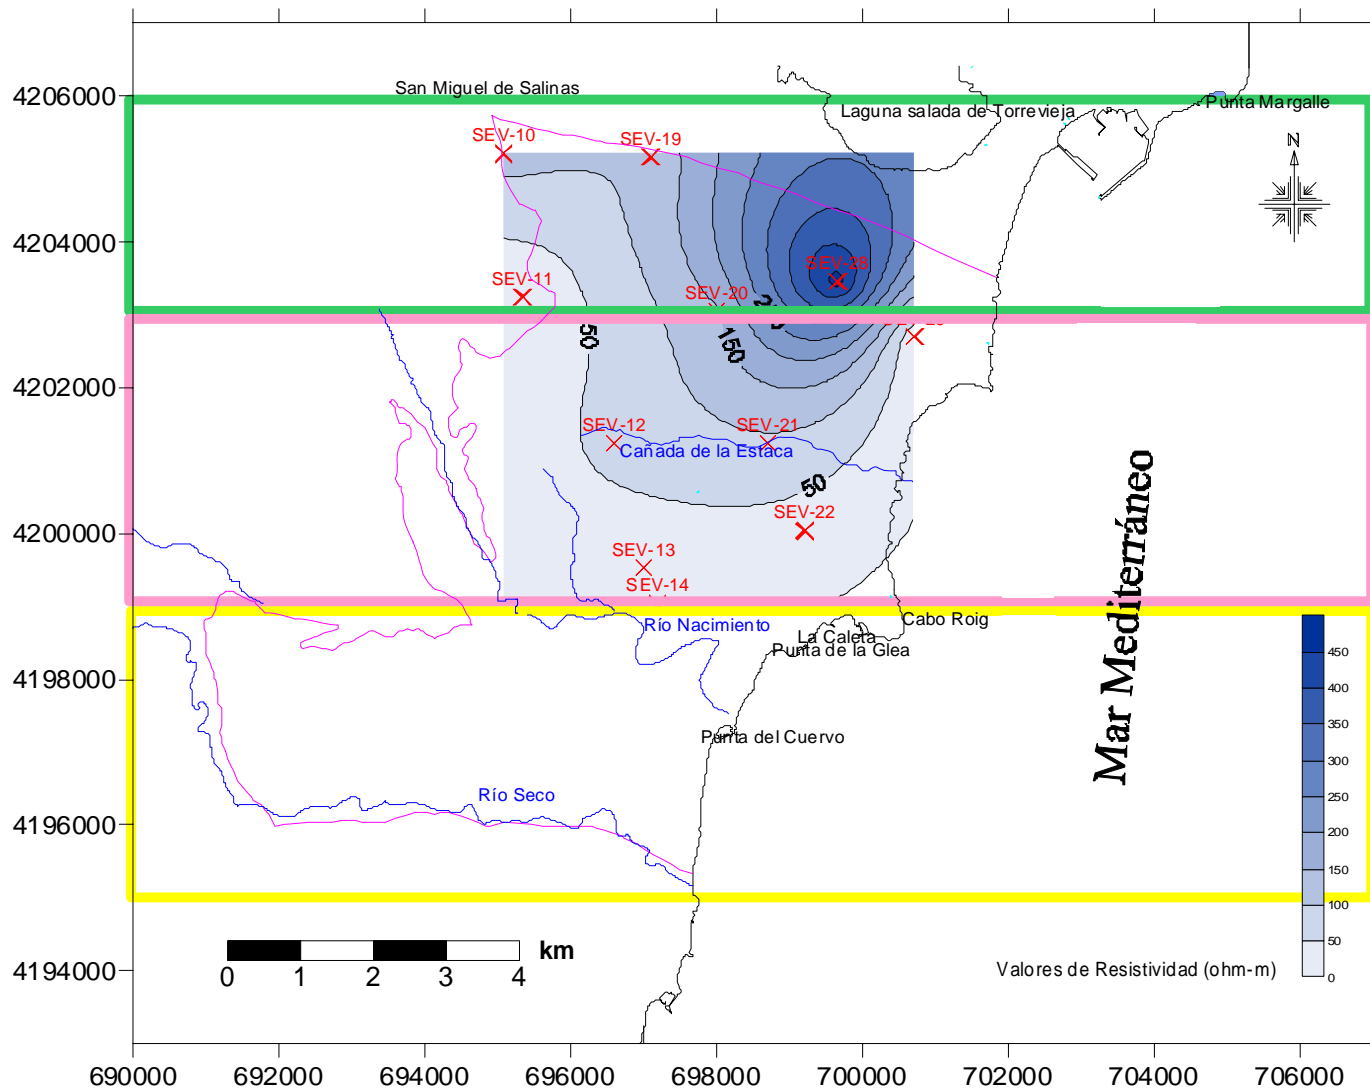 San Miguel de Salinas
4206000
Punta Margalle
Laguna salada de Torrevieja
N
SEV-10
SEV-19
4204000
SEV-28
SEV-11
SEV-20
50
150
4202000
SEV-12
SEV-21
Cañada de la Estaca
50
SEV-22
4200000
SEV-13
SEV-14
Mar Mediterráneo
Río Nacimiento
Cabo Roig
La Caleta
Punta de la Glea
4198000
Punta del Cuervo
Río Seco
4196000
450
400
350
300
250
200
150
100
50
0
km
0 1 2 3 4
4194000
Valores de Resistividad (ohm-m)
690000 692000 694000 696000 698000 700000 702000 704000 706000